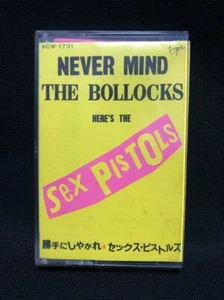 VCW-1731
NEVER MIND
THE BOLLOCKS
HERE'S THE
SEX PISTOLS
勝手にしやがれ★セックス・ピストルズ